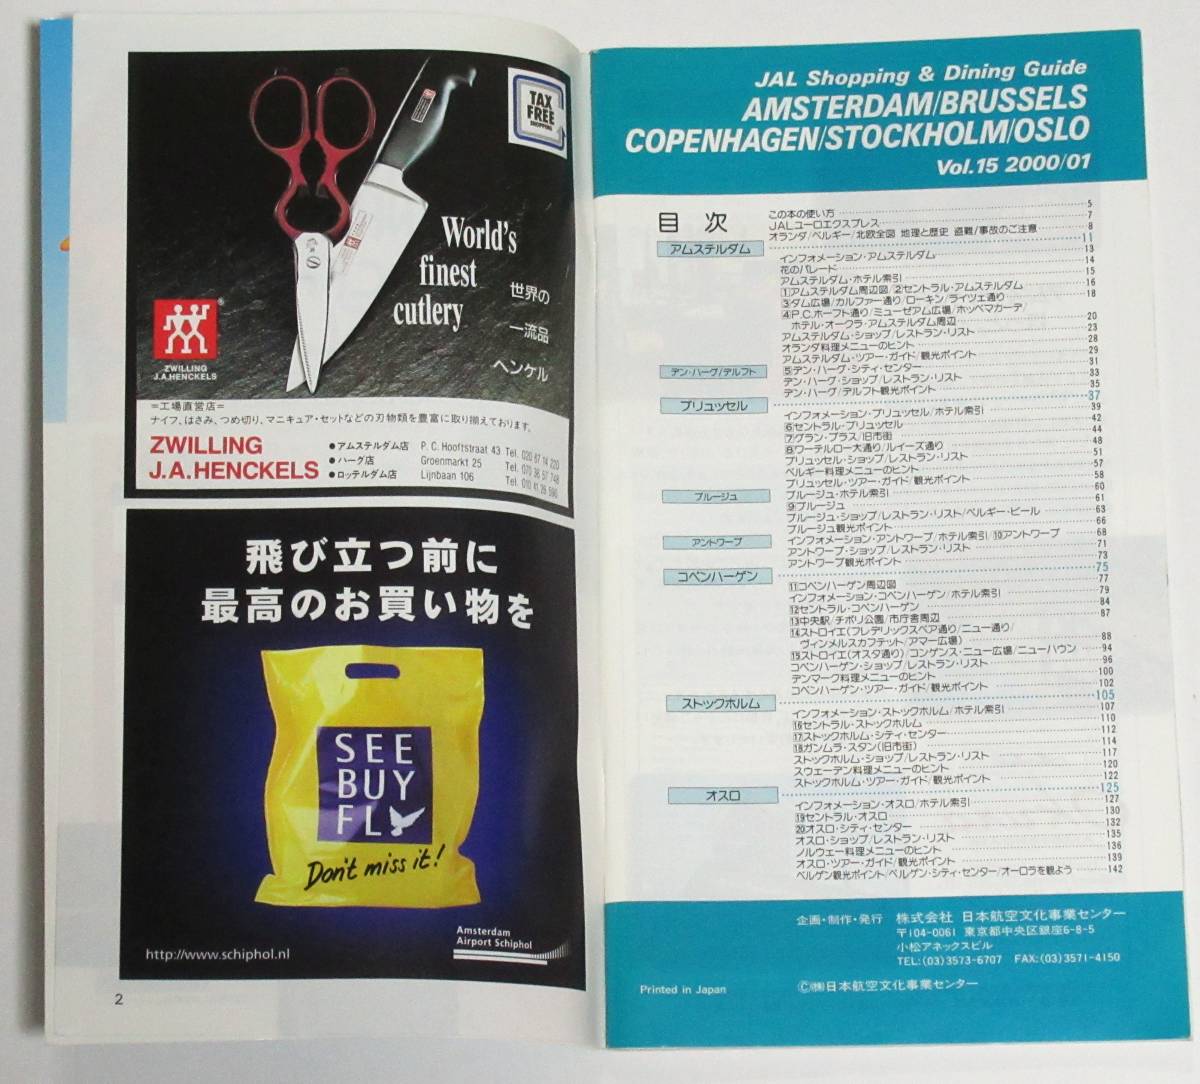 TAX
FREE
SHOPPING
World's
finest
cutlery
世界の
一流品
ヘンケル
ZWILLING
J.A.HENCKELS
=工場直営店=
ナイフ、はさみ、つめ切り、マニキュア・セットなどの刃物類を豊富に取り揃えております。
ZWILLING
J.A.HENCKELS
●アムステルダム店 P. C. Hooftstraat 43 Tel. 020 67 14 220
●ハーグ店 Groenmarkt 25 Tel. 070 36 57 748
●ロッテルダム店 Lijnbaan 106 Tel. 010 41 29 590
飛び立つ前に
最高のお買い物を
SEE
BUY
FLY
Don't miss it!
http://www.schiphol.nl
Amsterdam
Airport Schiphol
2
JAL Shopping & Dining Guide
AMSTERDAM/BRUSSELS
COPENHAGEN/STOCKHOLM/OSLO
Vol.15 2000/01
目次
この本の使い方 5
JALユーロエクスプレス 7
オランダ/ベルギー/北欧全図 地理と歴史 盗難/事故のご注意 8
アムステルダム 11
インフォメーション・アムステルダム 13
花のパレード 14
アムステルダム・ホテル索引 15
1アムステルダム周辺図/2セントラル・アムステルダム 16
3ダム広場/カルファー通り/ローキン/ライツェ通り 18
4P.C.ホーフト通り/ミューゼアム広場/ホッベマカーデ/
ホテル・オークラ・アムステルダム周辺 20
アムステルダム・ショップ/レストラン・リスト 23
オランダ料理メニューのヒント 28
アムステルダム・ツアー・ガイド/観光ポイント 29
デン・ハーグ/デルフト
5デン・ハーグ・シティ・センター 31
デン・ハーグ・ショップ/レストラン・リスト 33
デン・ハーグ/デルフト観光ポイント 35
ブリュッセル 37
インフォメーション・ブリュッセル/ホテル索引 39
6セントラル・ブリュッセル 42
7グラン・プラス/旧市街 44
8ワーテルロー大通り/ルイーズ通り 48
ブリュッセル・ショップ/レストラン・リスト 51
ベルギー料理メニューのヒント 57
ブリュッセル・ツアー・ガイド/観光ポイント 58
ブルージュ
ブルージュ・ホテル索引 60
9ブルージュ 61
ブルージュ・ショップ/レストラン・リスト/ベルギー・ビール 63
ブルージュ観光ポイント 66
アントワープ
インフォメーション・アントワープ/ホテル索引/10アントワープ 68
アントワープ・ショップ/レストラン・リスト 71
アントワープ観光ポイント 73
コペンハーゲン 75
11コペンハーゲン周辺図 77
インフォメーション・コペンハーゲン/ホテル索引 79
12セントラル・コペンハーゲン 84
13中央駅/チボリ公園/市庁舎周辺 87
14ストロイエ(フレデリックスベア通り/ニュー通り/
ヴィンメルスカフテット/アマー広場) 88
15ストロイエ(オスタ通り)/コンゲンス・ニュー広場/ニューハウン 94
コペンハーゲン・ショップ/レストラン・リスト 96
デンマーク料理メニューのヒント 100
コペンハーゲン・ツアー・ガイド/観光ポイント 102
ストックホルム 105
インフォメーション・ストックホルム/ホテル索引 107
16セントラル・ストックホルム 110
17ストックホルム・シティ・センター 112
18ガンムラ・スタン(旧市街) 114
ストックホルム・ショップ/レストラン・リスト 117
スウェーデン料理メニューのヒント 120
ストックホルム・ツアー・ガイド/観光ポイント 122
オスロ 125
インフォメーション・オスロ/ホテル索引 127
19セントラル・オスロ 130
20オスロ・シティ・センター 132
オスロ・ショップ/レストラン・リスト 135
ノルウェー料理メニューのヒント 136
オスロ・ツアー・ガイド/観光ポイント 139
ベルゲン観光ポイント/ベルゲン・シティ・センター/オーロラを観よう 142
企画・制作・発行 株式会社 日本航空文化事業センター
〒104-0061 東京都中央区銀座6-8-5
小松アネックスビル
TEL:(03)3573-6707 FAX:(03)3571-4150
Printed in Japan
Ⓒ㈱日本航空文化事業センター